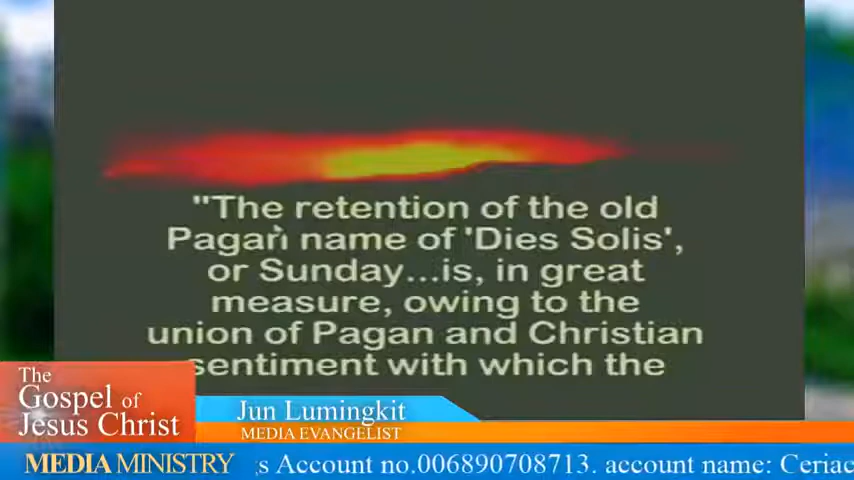 "The retention of the old
Pagan name of 'Dies Solis',
or Sunday...is, in great
measure, owing to the
union of Pagan and Christian
sentiment with which the
The
Gospel of
Jesus Christ
Jun Lumingkit
MEDIA EVANGELIST
MEDIA MINISTRY
s Account no.006890708713. account name: Ceriac